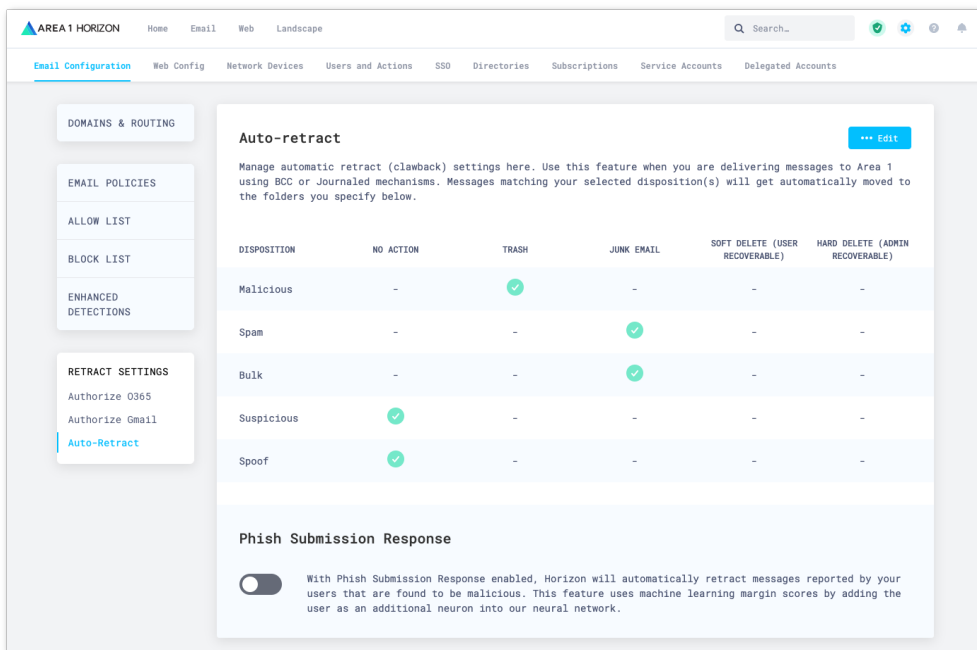 AREA 1 HORIZON Home Email Web Landscape Search…
Email Configuration Web Config Network Devices Users and Actions SSO Directories Subscriptions Service Accounts Delegated Accounts
DOMAINS & ROUTING
EMAIL POLICIES
ALLOW LIST
BLOCK LIST
ENHANCED
DETECTIONS
RETRACT SETTINGS
Authorize O365
Authorize Gmail
Auto-Retract
Auto-retract
••• Edit
Manage automatic retract (clawback) settings here. Use this feature when you are delivering messages to Area 1
using BCC or Journaled mechanisms. Messages matching your selected disposition(s) will get automatically moved to
the folders you specify below.
DISPOSITION NO ACTION TRASH JUNK EMAIL SOFT DELETE (USER RECOVERABLE) HARD DELETE (ADMIN RECOVERABLE)
Malicious – – – –
Spam – – – –
Bulk – – – –
Suspicious – – – –
Spoof – – – –
Phish Submission Response
With Phish Submission Response enabled, Horizon will automatically retract messages reported by your
users that are found to be malicious. This feature uses machine learning margin scores by adding the
user as an additional neuron into our neural network.